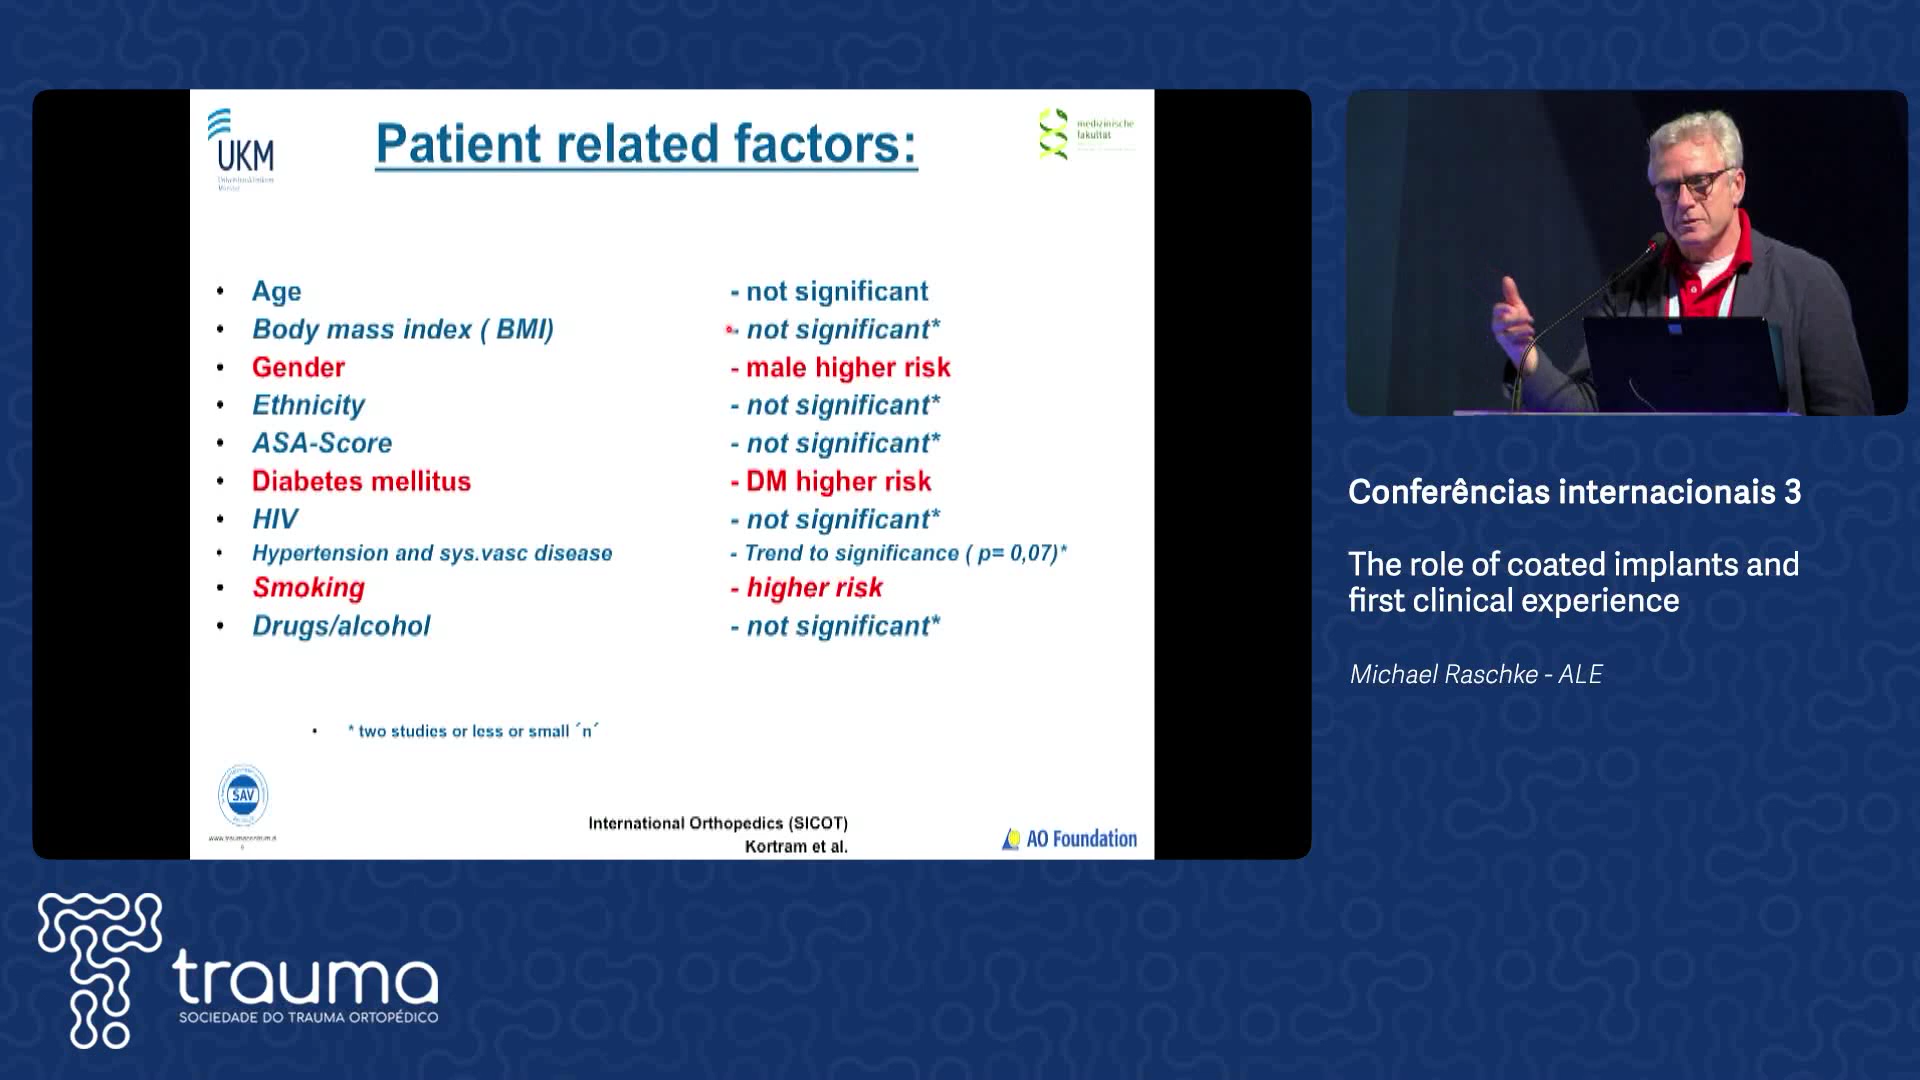 UKM
Patient related factors:
medizinische
fakultät
• Age - not significant
• Body mass index ( BMI) - not significant*
• Gender - male higher risk
• Ethnicity - not significant*
• ASA-Score - not significant*
• Diabetes mellitus - DM higher risk
• HIV - not significant*
• Hypertension and sys.vasc disease - Trend to significance ( p= 0,07)*
• Smoking - higher risk
• Drugs/alcohol - not significant*
• * two studies or less or small ´n´
SAV
International Orthopedics (SICOT)
Kortram et al.
AO Foundation
Conferências internacionais 3
The role of coated implants and
first clinical experience
Michael Raschke - ALE
trauma
SOCIEDADE DO TRAUMA ORTOPÉDICO